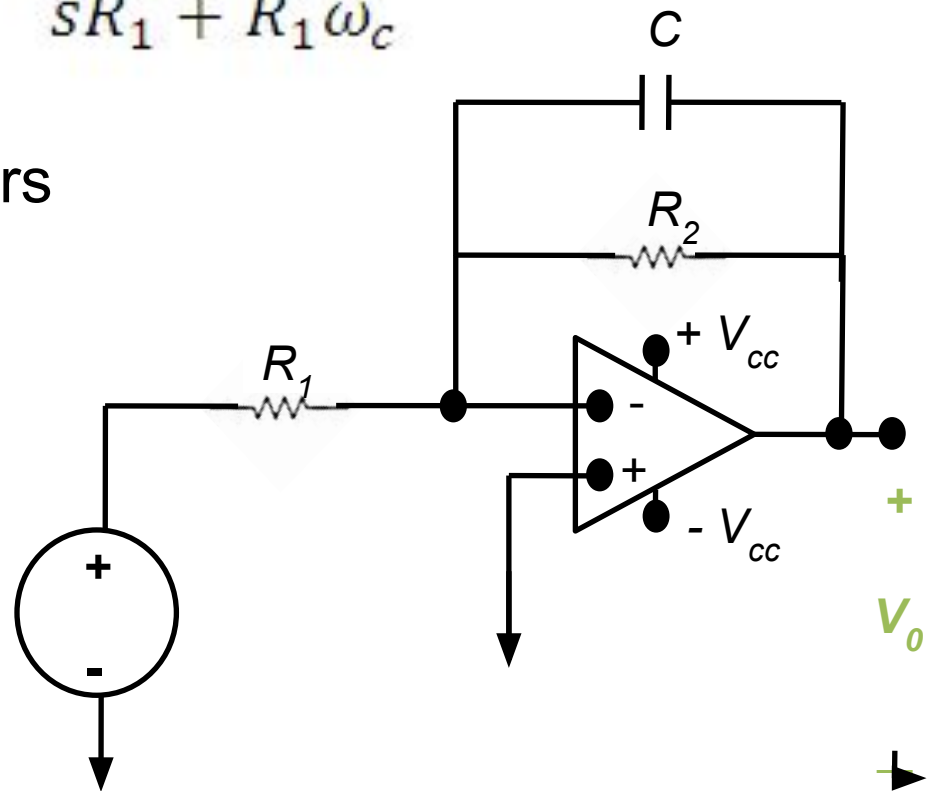 sR₁ + R₁ω_c
rs
C
R₂
+ V_cc
R₁
-
+
- V_cc
+
-
+
V₀
-